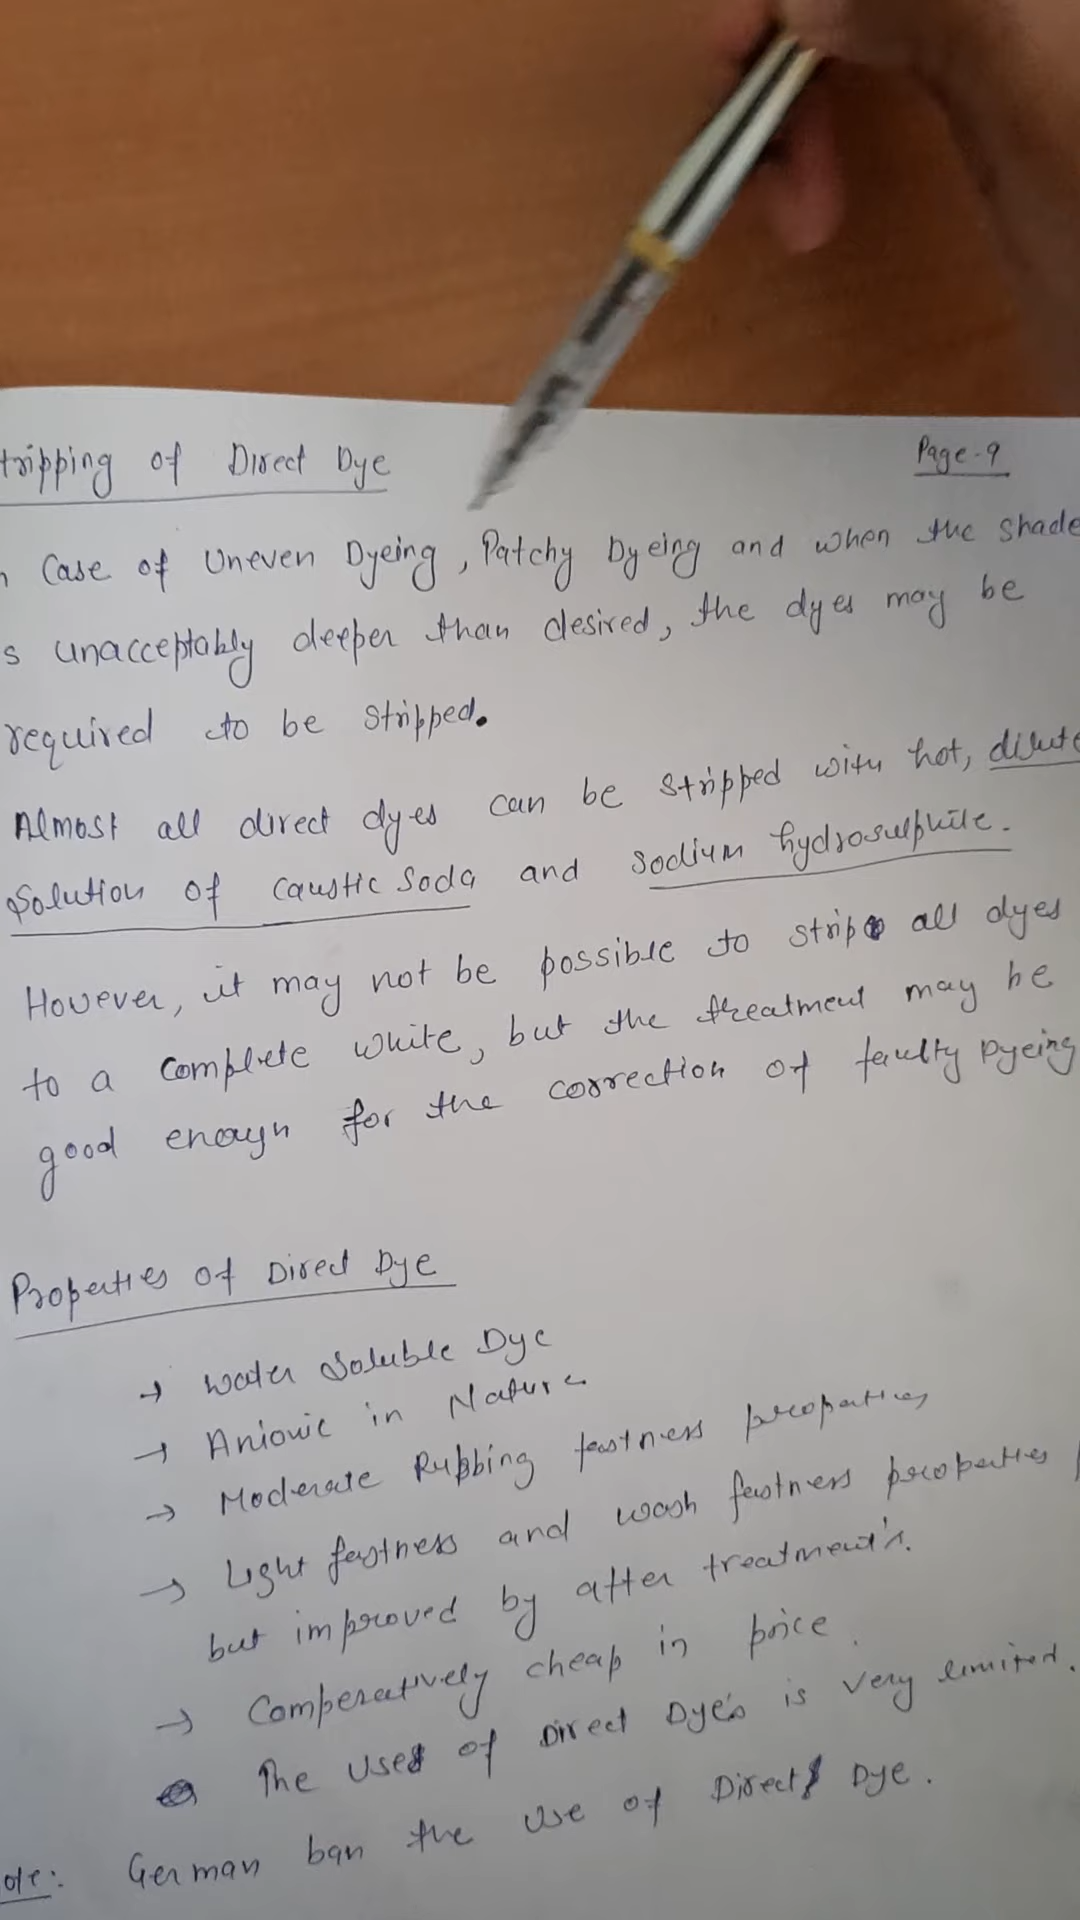 tripping of Direct Dye
Page-9
n Case of Uneven Dyeing, Patchy Dyeing and when the Shade
s unacceptably deeper than desired, the dyes may be
required to be stripped.
Almost all direct dyes can be stripped with hot, dilute
Solution of Caustic Soda and Sodium hydrosulphite.
However, it may not be possible to strip all dyes
to a complete white, but the treatment may be
good enough for the correction of faulty Dyeing
Properties of Direct Dye
→ Water Soluble Dye
→ Anionic in Nature
→ Moderate Rubbing fastness properties
→ Light fastness and wash fastness properties
but improved by after treatment's.
→ Comperatively cheap in price.
The Uses of Direct Dye's is very limited.
ote: German ban the Use of Direct Dye.